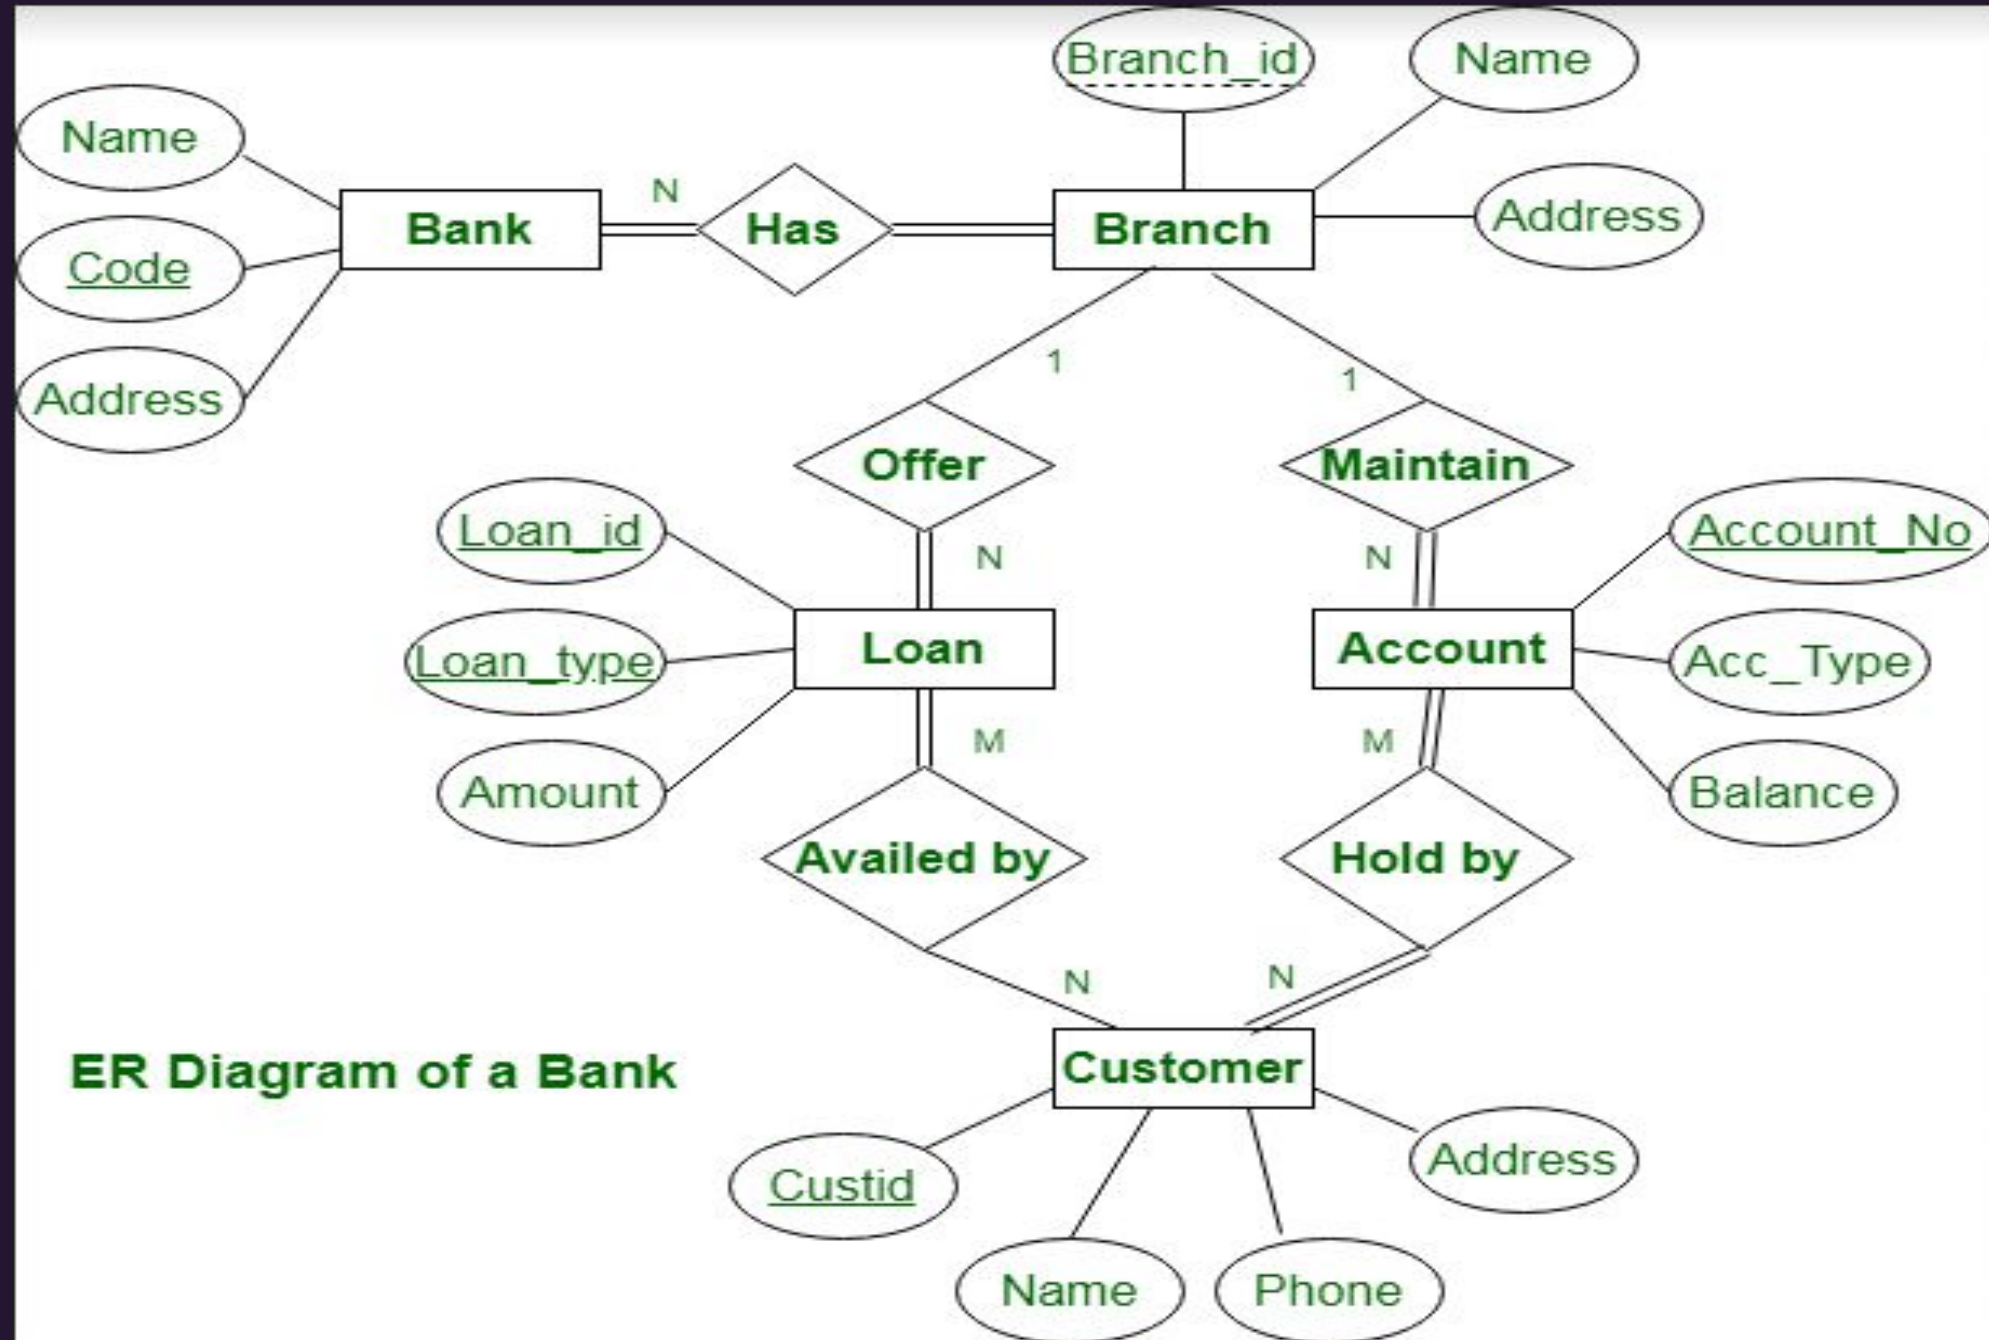 Branch_id
Name
Name
Address
N
Bank
Has
Branch
Code
Address
1
1
Offer
Maintain
Loan_id
Account_No
N
N
Loan
Account
Loan_type
Acc_Type
M
M
Amount
Balance
Availed by
Hold by
N
N
ER Diagram of a Bank
Customer
Address
Custid
Name
Phone